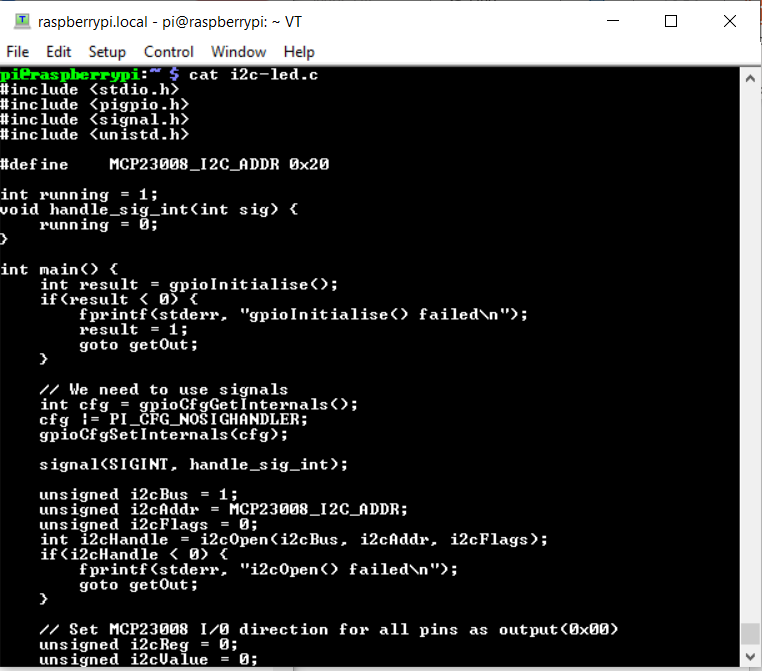 raspberrypi.local - pi@raspberrypi: ~ VT
File Edit Setup Control Window Help
pi@raspberrypi:~ $ cat i2c-led.c
#include <stdio.h>
#include <pigpio.h>
#include <signal.h>
#include <unistd.h>

#define    MCP23008_I2C_ADDR 0x20

int running = 1;
void handle_sig_int(int sig) {
    running = 0;
}

int main() {
    int result = gpioInitialise();
    if(result < 0) {
        fprintf(stderr, "gpioInitialise() failed\n");
        result = 1;
        goto getOut;
    }

    // We need to use signals
    int cfg = gpioCfgGetInternals();
    cfg |= PI_CFG_NOSIGHANDLER;
    gpioCfgSetInternals(cfg);

    signal(SIGINT, handle_sig_int);

    unsigned i2cBus = 1;
    unsigned i2cAddr = MCP23008_I2C_ADDR;
    unsigned i2cFlags = 0;
    int i2cHandle = i2cOpen(i2cBus, i2cAddr, i2cFlags);
    if(i2cHandle < 0) {
        fprintf(stderr, "i2cOpen() failed\n");
        goto getOut;
    }

    // Set MCP23008 I/0 direction for all pins as output(0x00)
    unsigned i2cReg = 0;
    unsigned i2cValue = 0;